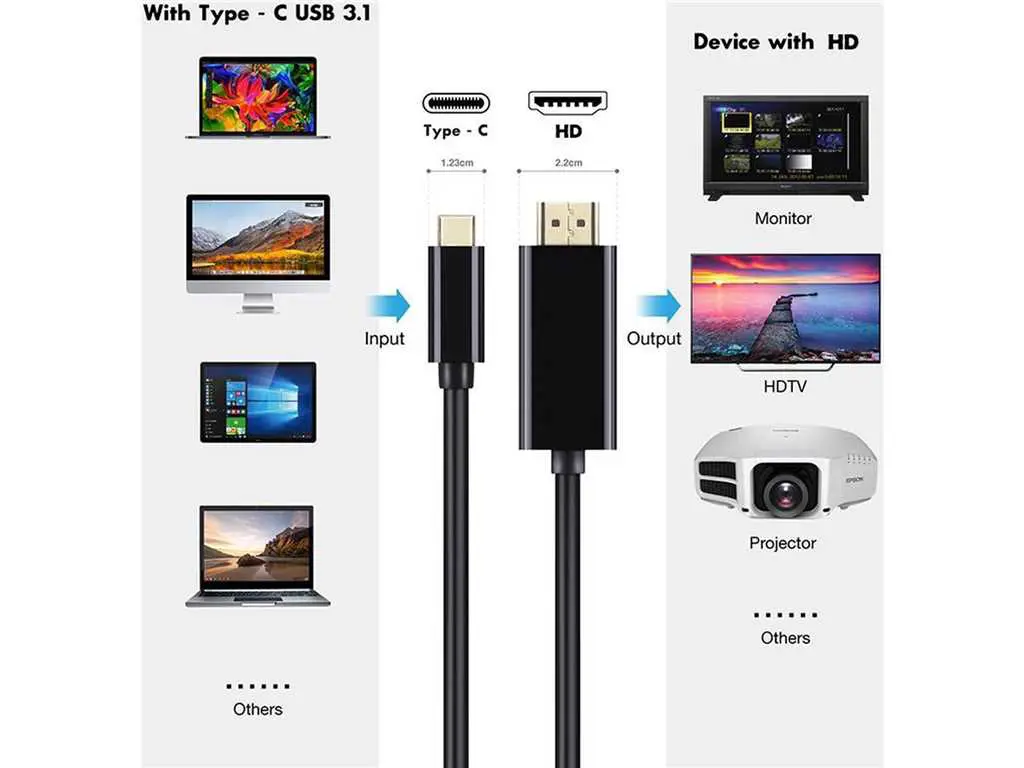 With Type - C USB 3.1
Device with HD
Type - C
HD
1.23cm
2.2cm
Input
Output
Monitor
HDTV
EPSON
Projector
Others
Others